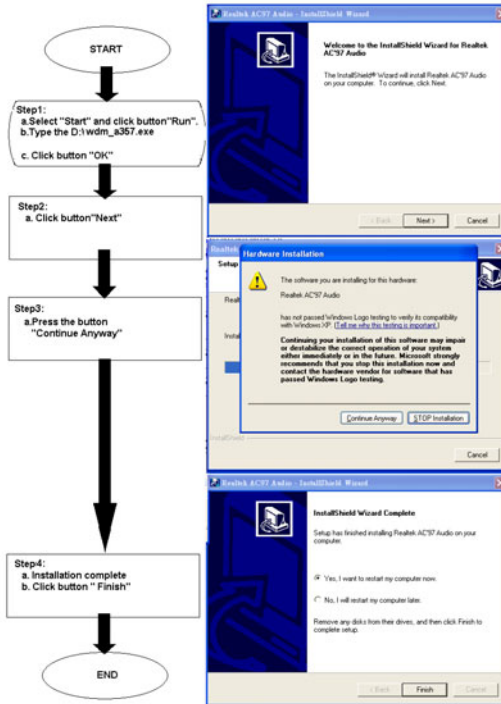 START
Step1:
a.Select "Start" and click button"Run".
b.Type the D:\wdm_a357.exe
c. Click button "OK"
Step2:
a. Click button"Next"
Step3:
a.Press the button
"Continue Anyway"
Step4:
a. Installation complete
b. Click button " Finish"
END
Realtek AC'97 Audio - InstallShield Wizard
Welcome to the InstallShield Wizard for Realtek
AC'97 Audio
The InstallShield® Wizard will install Realtek AC'97 Audio
on your computer. To continue, click Next.
< Back
Next >
Cancel
Realtek
Setup
Hardware Installation
The software you are installing for this hardware:
Realtek AC'97 Audio
has not passed Windows Logo testing to verify its compatibility
with Windows XP. (Tell me why this testing is important.)
Continuing your installation of this software may impair
or destabilize the correct operation of your system
either immediately or in the future. Microsoft strongly
recommends that you stop this installation now and
contact the hardware vendor for software that has
passed Windows Logo testing.
Continue Anyway
STOP Installation
InstallShield
Cancel
Realtek AC'97 Audio - InstallShield Wizard
InstallShield Wizard Complete
Setup has finished installing Realtek AC'97 Audio on your
computer.
Yes, I want to restart my computer now.
No, I will restart my computer later.
Remove any disks from their drives, and then click Finish to
complete setup.
< Back
Finish
Cancel